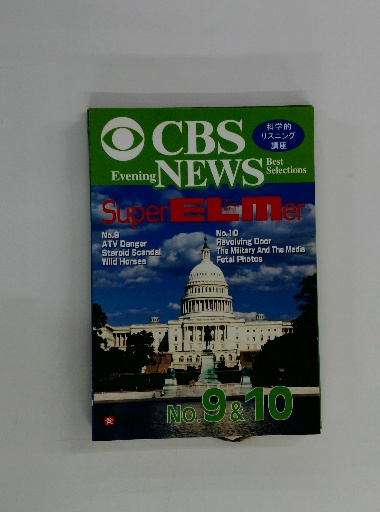 CBS
Evening NEWS Best Selections
科学的
リスニング
講座
Super ELMer
No.9
ATV Danger
Steroid Scandal
Wild Horses
No.10
Revolving Door
The Military And The Media
Fetal Photos
No.9&10